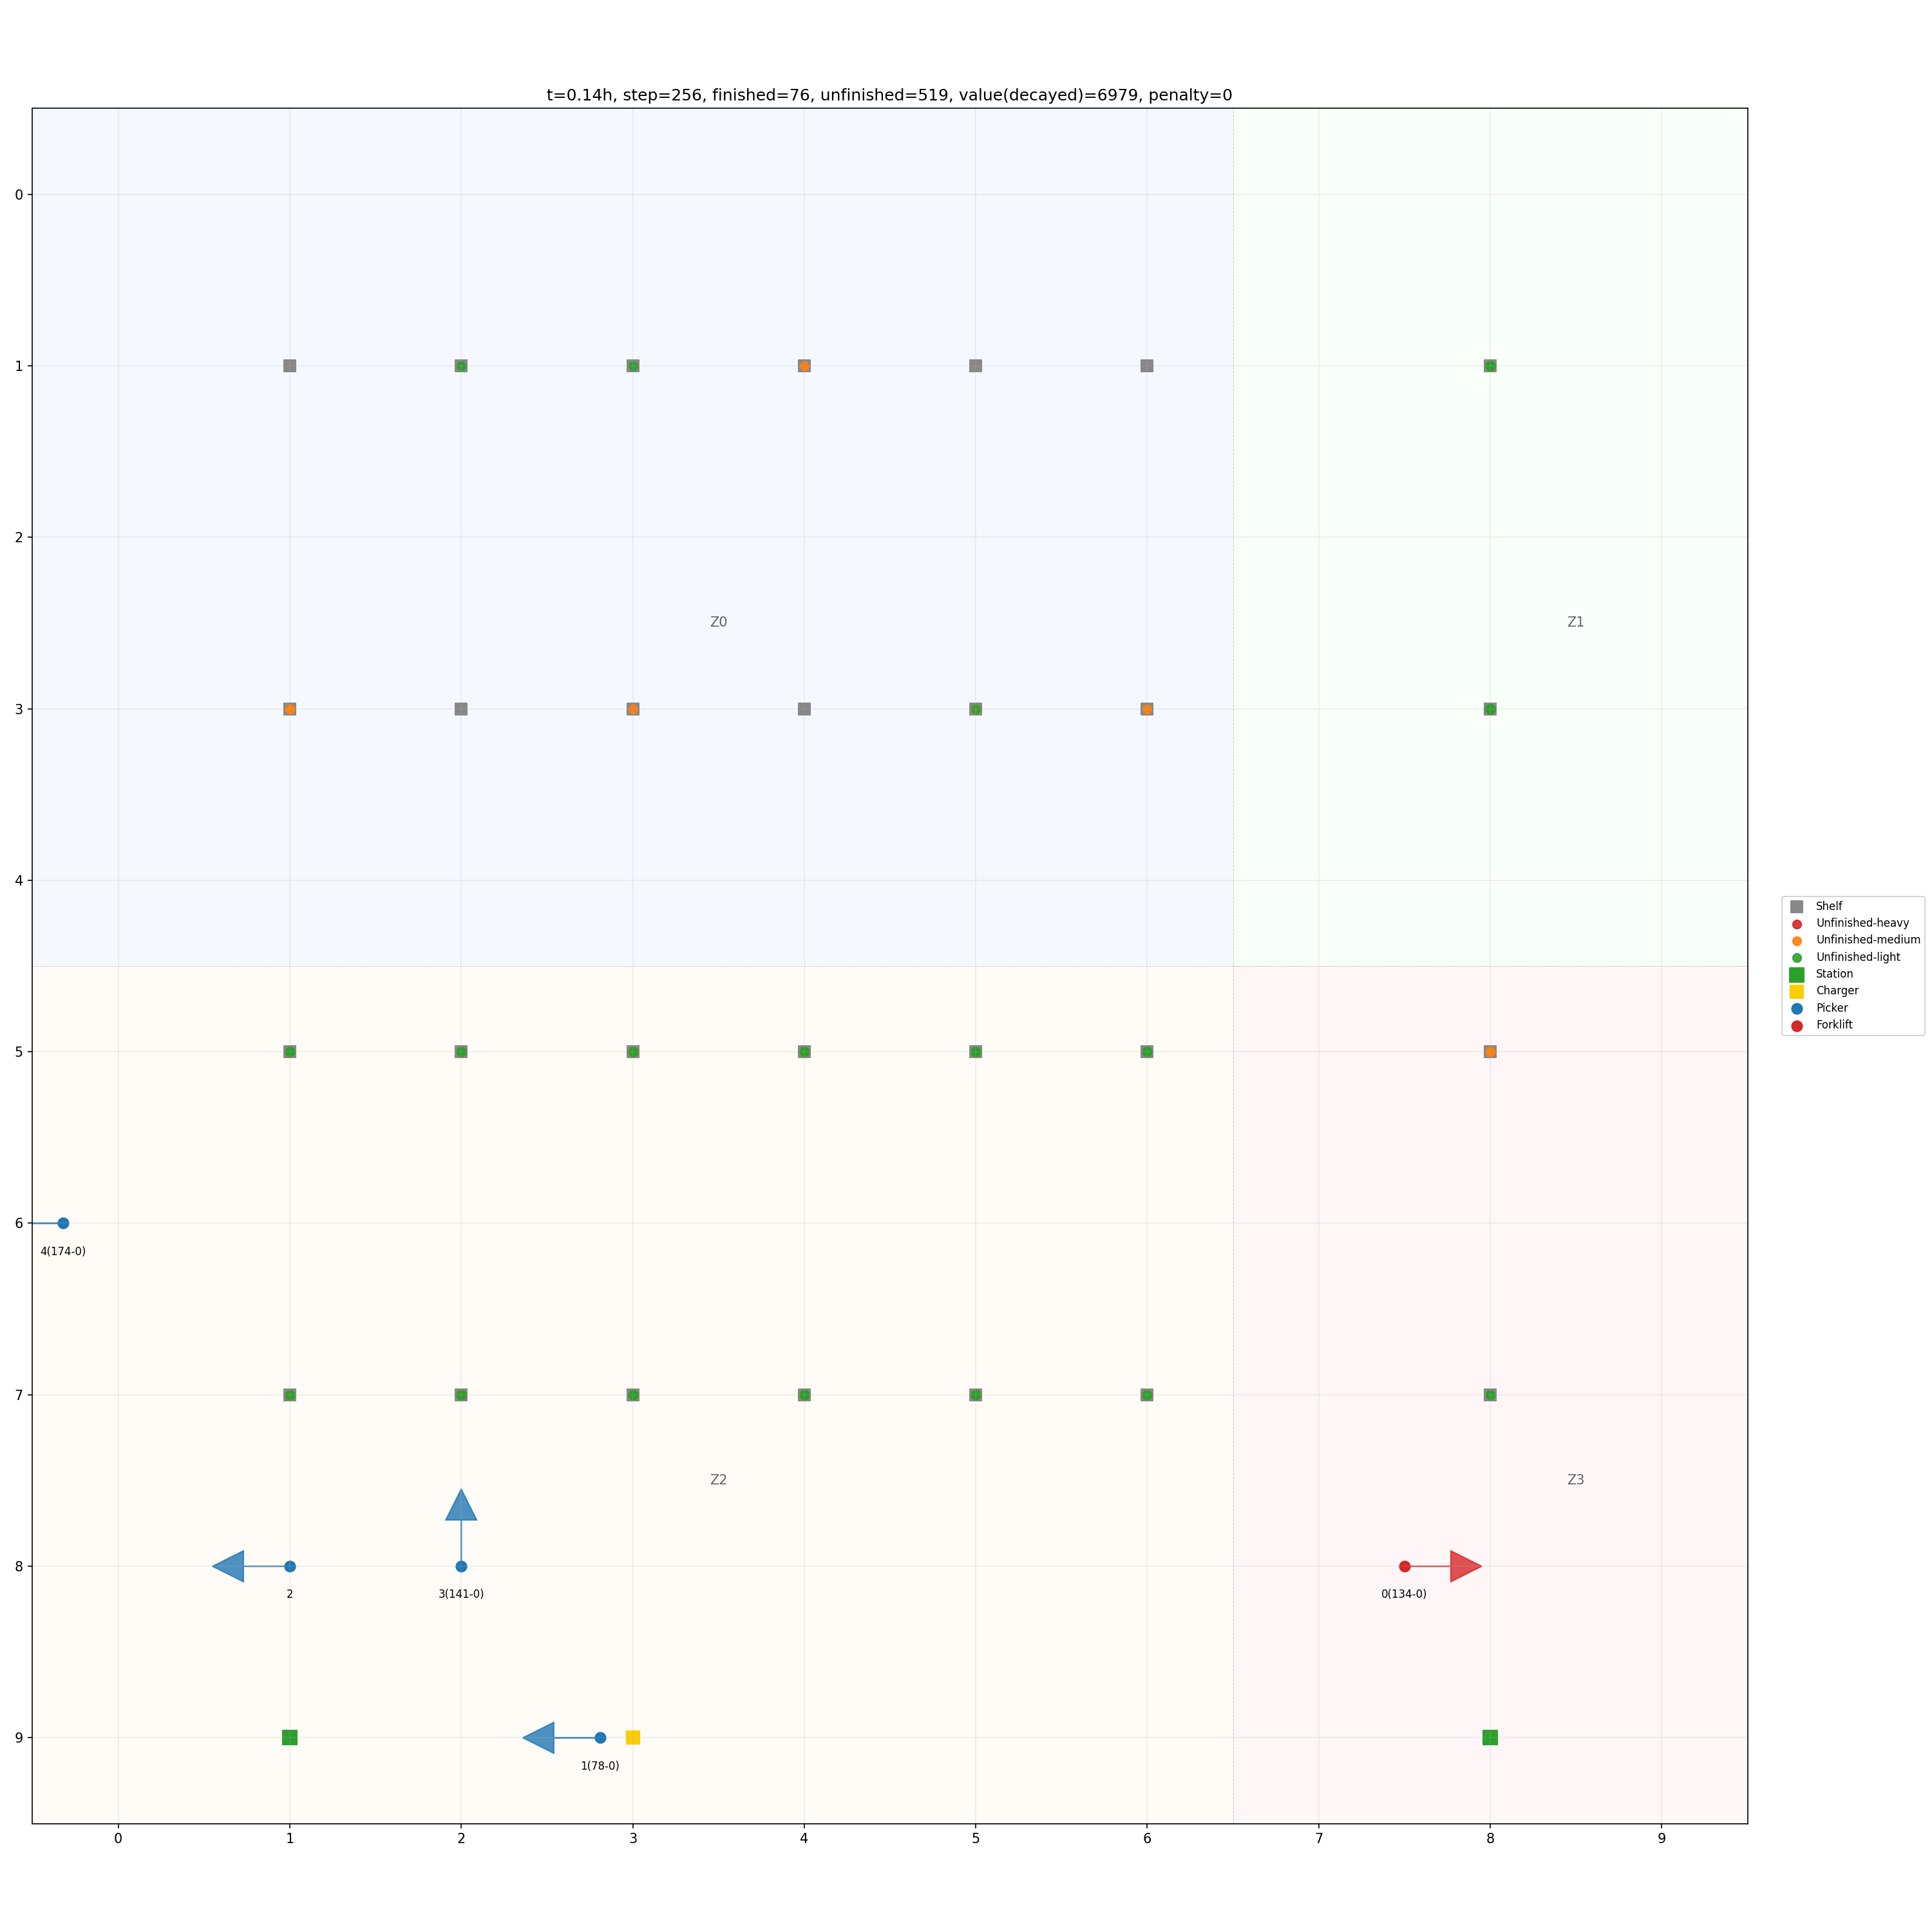 t=0.14h, step=256, finished=76, unfinished=519, value(decayed)=6979, penalty=0
0
1
2
Z0
Z1
3
4
Shelf
Unfinished-heavy
Unfinished-medium
Unfinished-light
Station
Charger
Picker
Forklift
5
6
4(174-0)
7
Z2
Z3
8
2
3(141-0)
0(134-0)
9
1(78-0)
0 1 2 3 4 5 6 7 8 9